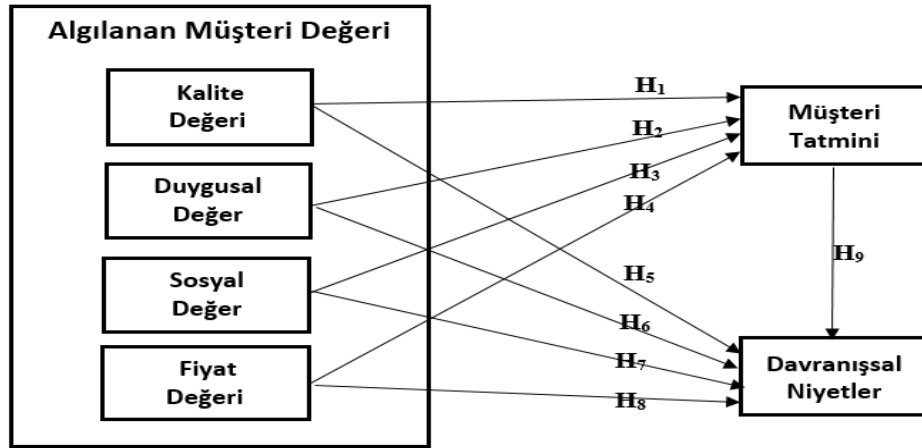 Algılanan Müşteri Değeri
Kalite
Değeri
Duygusal
Değer
Sosyal
Değer
Fiyat
Değeri
H₁
H₂
H₃
H₄
H₅
H₆
H₇
H₈
Müşteri
Tatmini
H₉
Davranışsal
Niyetler